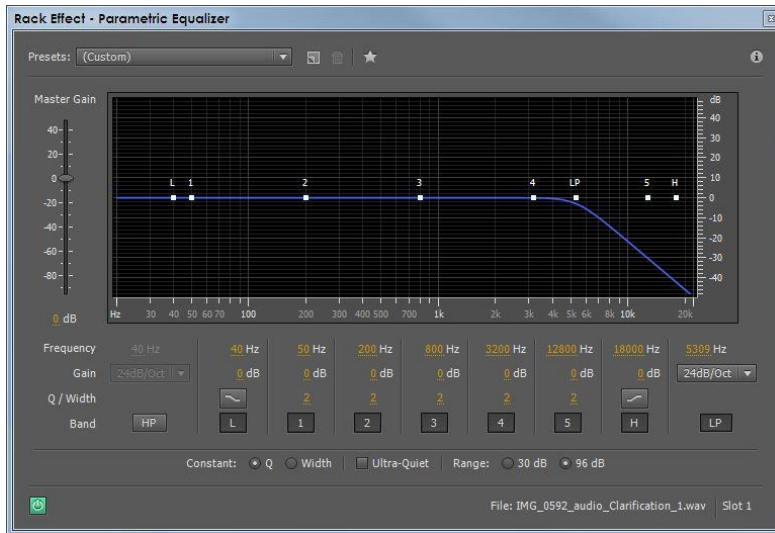 Rack Effect - Parametric Equalizer
Presets: (Custom)
Master Gain
40
20
0
-20
-40
-60
-80
0 dB
L 1 2 3 4 LP 5 H
dB
40
30
20
10
0
-10
-20
-30
-40
Hz 30 40 50 60 70 100 200 300 400 500 700 1k 2k 3k 4k 5k 6k 8k 10k 20k
Frequency 40 Hz 40 Hz 50 Hz 200 Hz 800 Hz 3200 Hz 12800 Hz 18000 Hz 5309 Hz
Gain 24dB/Oct 0 dB 0 dB 0 dB 0 dB 0 dB 0 dB 0 dB 24dB/Oct
Q / Width 2 2 2 2 2
Band HP L 1 2 3 4 5 H LP
Constant: Q Width Ultra-Quiet Range: 30 dB 96 dB
File: IMG_0592_audio_Clarification_1.wav Slot 1